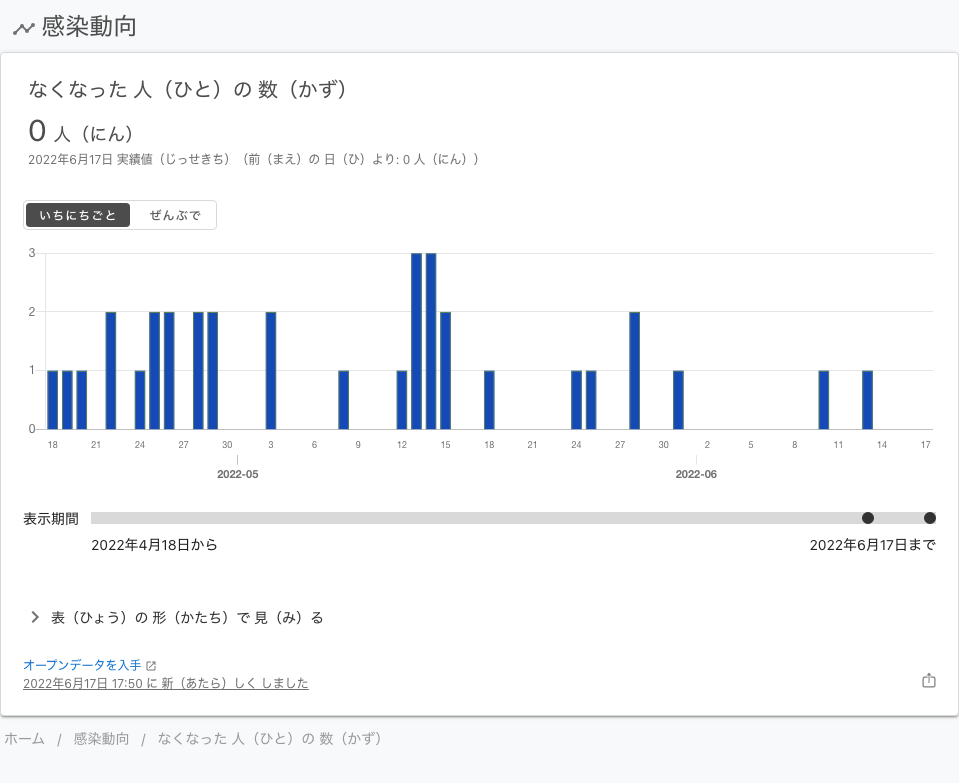 感染動向
なくなった 人（ひと）の 数（かず）
0 人（にん）
2022年6月17日 実績値（じっせきち）（前（まえ）の 日（ひ）より: 0 人（にん））
いちにちごと ぜんぶで
3
2
1
0
18 21 24 27 30 3 6 9 12 15 18 21 24 27 30 2 5 8 11 14 17
2022-05 2022-06
表示期間
2022年4月18日から 2022年6月17日まで
表（ひょう）の 形（かたち）で 見（み）る
オープンデータを入手
2022年6月17日 17:50 に 新（あたら）しく しました
ホーム / 感染動向 / なくなった 人（ひと）の 数（かず）